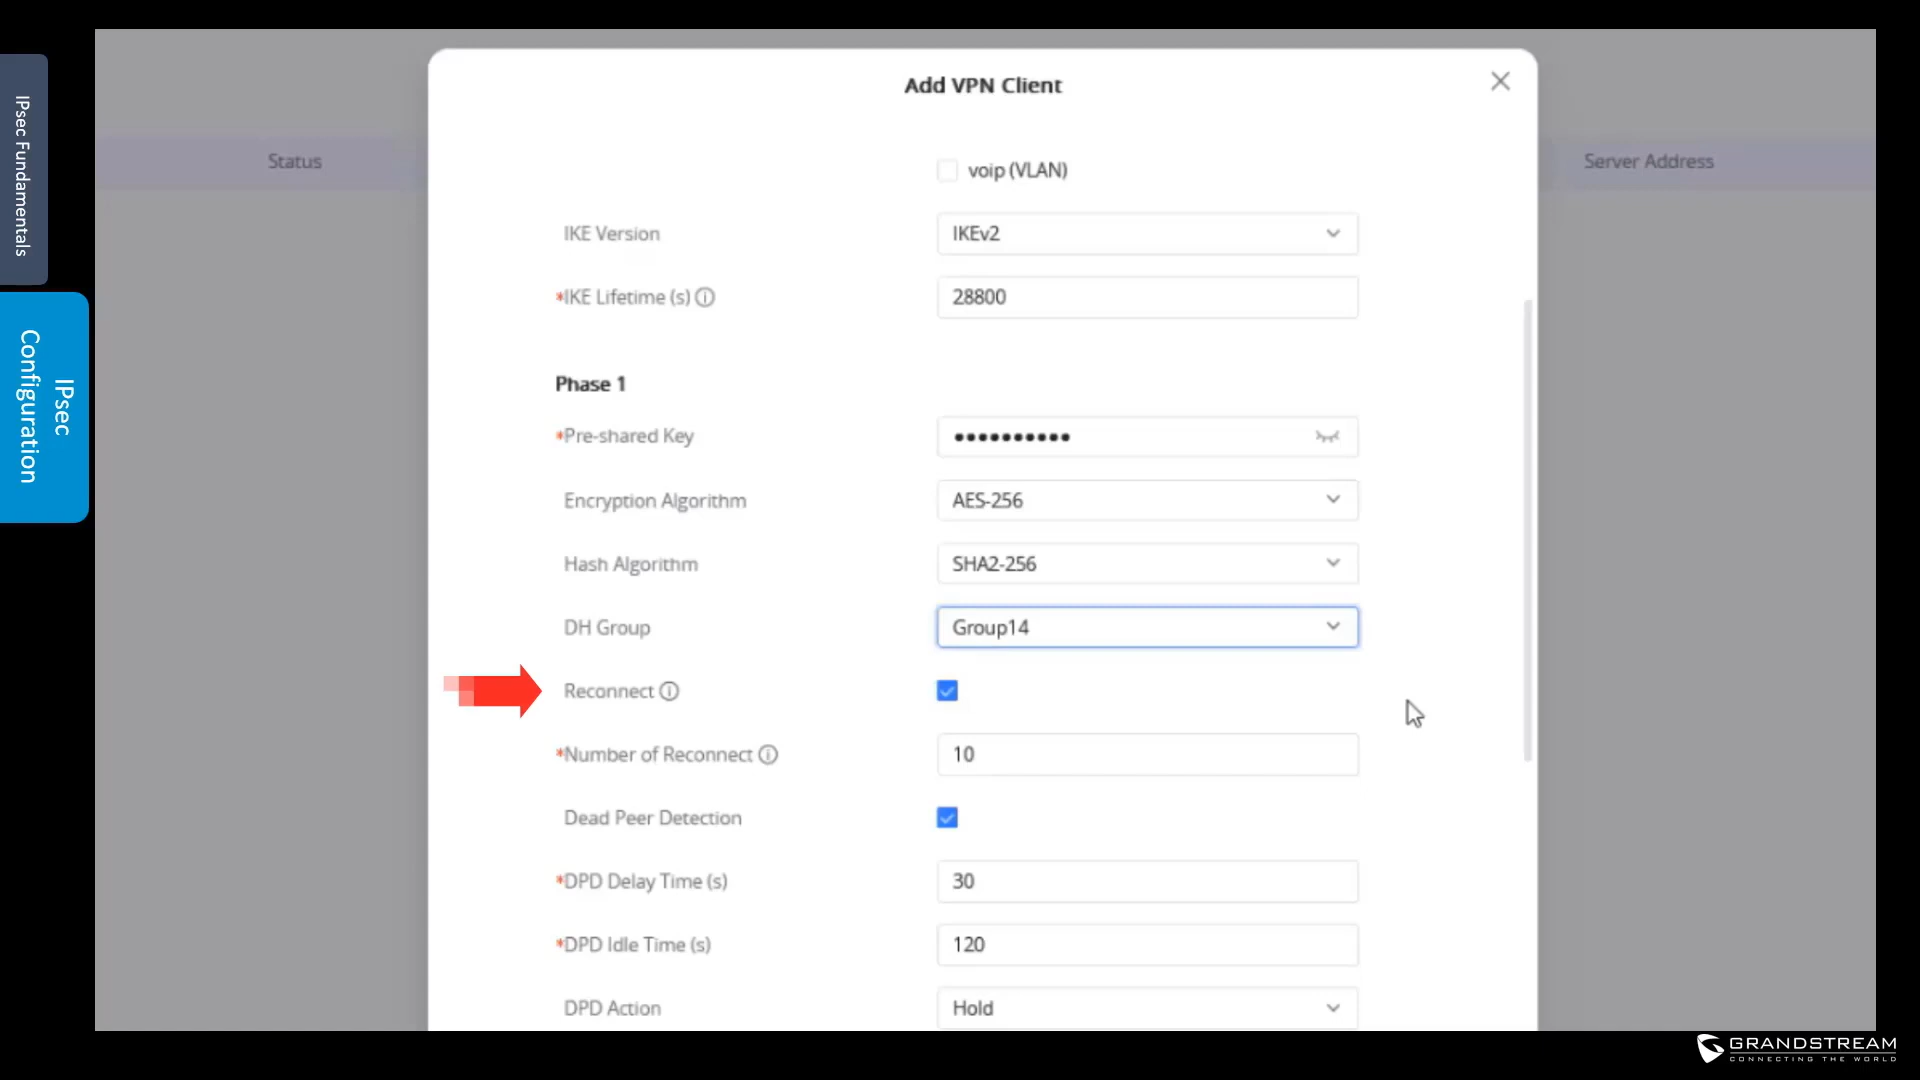 IPsec Fundamentals
IPsec
Configuration
Status
Server Address
Add VPN Client
voip (VLAN)
IKE Version
IKEv2
*IKE Lifetime (s)
28800
Phase 1
*Pre-shared Key
••••••••••
Encryption Algorithm
AES-256
Hash Algorithm
SHA2-256
DH Group
Group14
Reconnect
*Number of Reconnect
10
Dead Peer Detection
*DPD Delay Time (s)
30
*DPD Idle Time (s)
120
DPD Action
Hold
GRANDSTREAM
CONNECTING THE WORLD